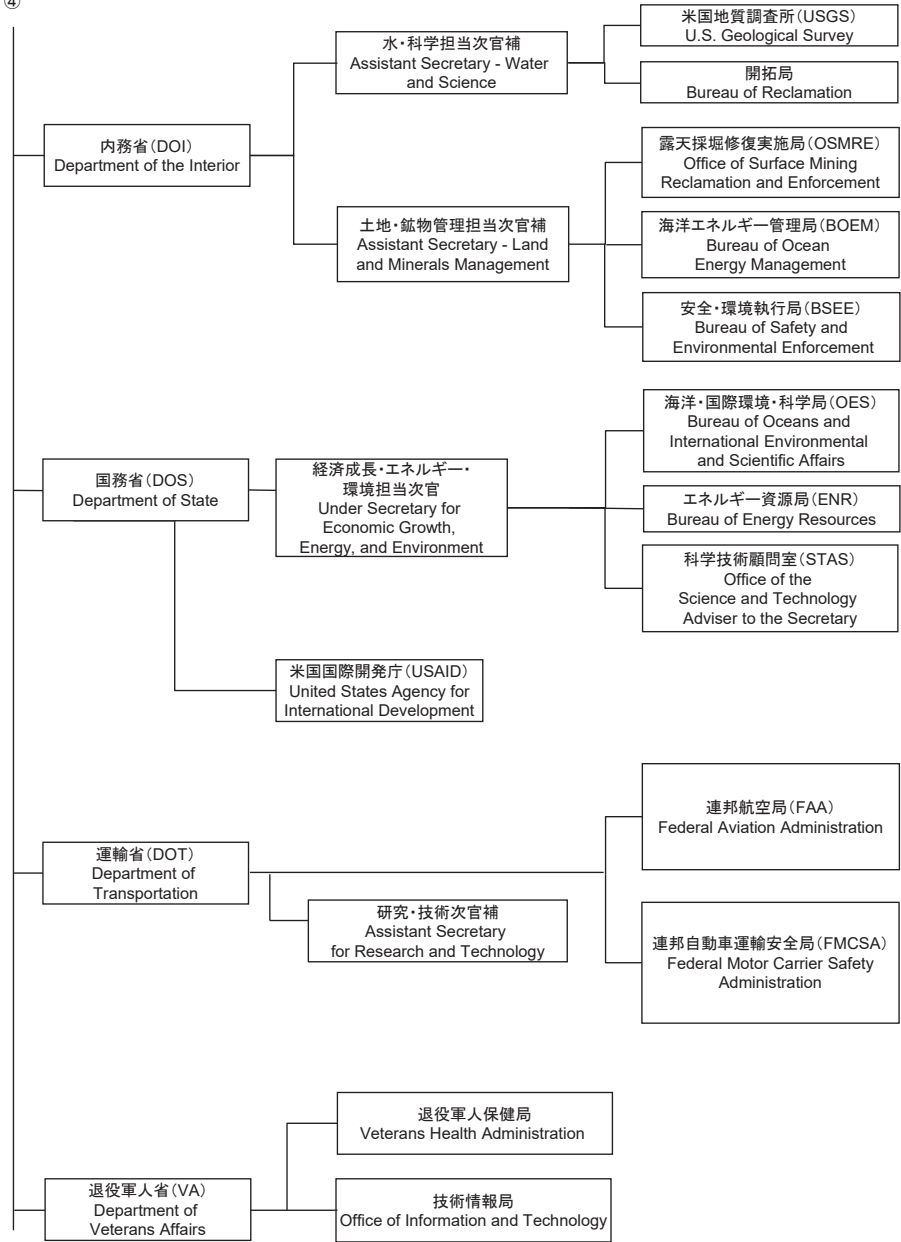 ④
水・科学担当次官補
Assistant Secretary - Water
and Science
米国地質調査所(USGS)
U.S. Geological Survey
開拓局
Bureau of Reclamation
内務省(DOI)
Department of the Interior
露天採堀修復実施局(OSMRE)
Office of Surface Mining
Reclamation and Enforcement
土地・鉱物管理担当次官補
Assistant Secretary - Land
and Minerals Management
海洋エネルギー管理局(BOEM)
Bureau of Ocean
Energy Management
安全・環境執行局(BSEE)
Bureau of Safety and
Environmental Enforcement
国務省(DOS)
Department of State
経済成長・エネルギー・
環境担当次官
Under Secretary for
Economic Growth,
Energy, and Environment
海洋・国際環境・科学局(OES)
Bureau of Oceans and
International Environmental
and Scientific Affairs
エネルギー資源局(ENR)
Bureau of Energy Resources
科学技術顧問室(STAS)
Office of the
Science and Technology
Adviser to the Secretary
米国国際開発庁(USAID)
United States Agency for
International Development
運輸省(DOT)
Department of
Transportation
連邦航空局(FAA)
Federal Aviation Administration
研究・技術次官補
Assistant Secretary
for Research and Technology
連邦自動車運輸安全局(FMCSA)
Federal Motor Carrier Safety
Administration
退役軍人省(VA)
Department of
Veterans Affairs
退役軍人保健局
Veterans Health Administration
技術情報局
Office of Information and Technology